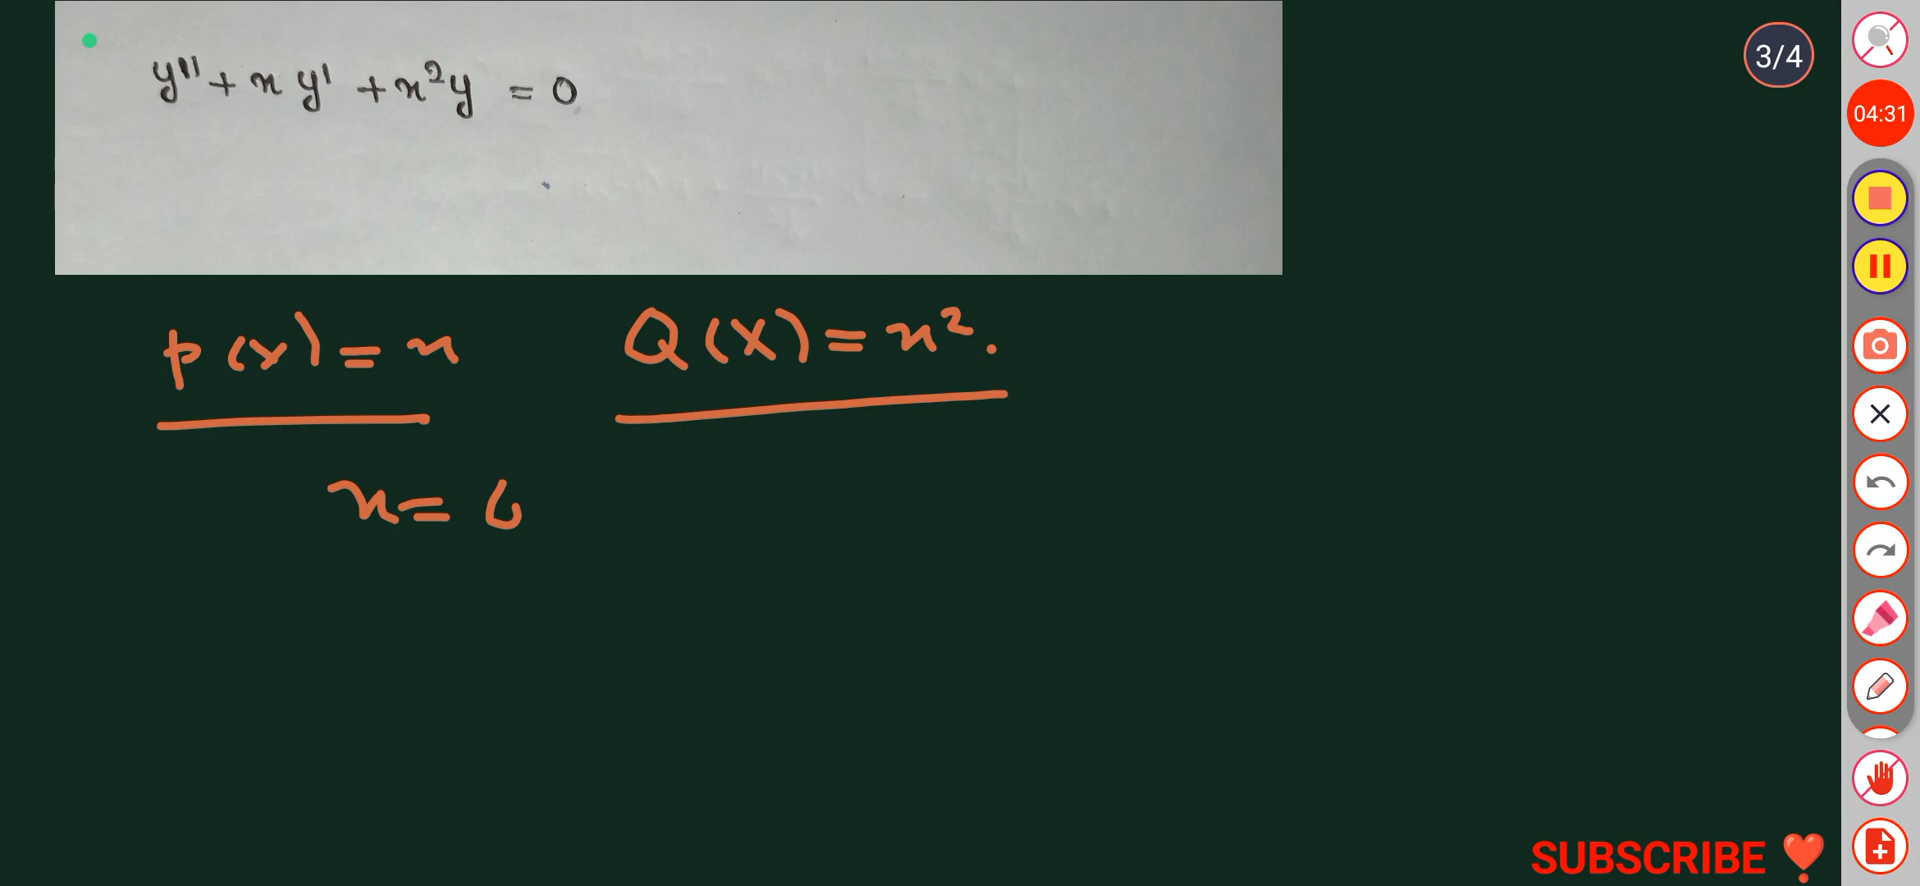 3/4
y'' + x y' + x²y = 0
04:31
p(x) = x Q(x) = x².
x = 0
SUBSCRIBE